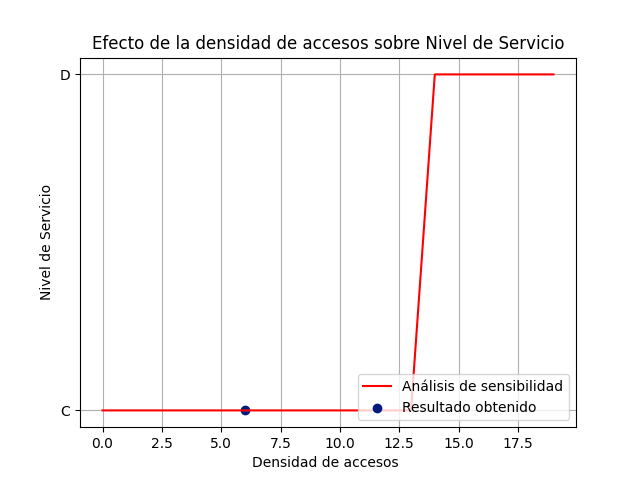 Efecto de la densidad de accesos sobre Nivel de Servicio
D
Nivel de Servicio
C
Análisis de sensibilidad
Resultado obtenido
0.0 2.5 5.0 7.5 10.0 12.5 15.0 17.5
Densidad de accesos